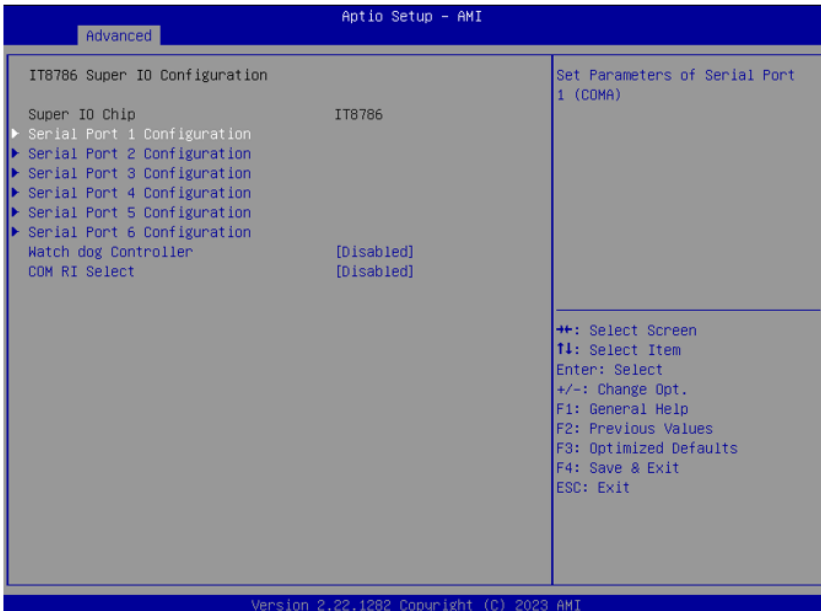 Aptio Setup - AMI
Advanced
IT8786 Super IO Configuration
Super IO Chip IT8786
Serial Port 1 Configuration
Serial Port 2 Configuration
Serial Port 3 Configuration
Serial Port 4 Configuration
Serial Port 5 Configuration
Serial Port 6 Configuration
Watch dog Controller [Disabled]
COM RI Select [Disabled]
Set Parameters of Serial Port
1 (COMA)
→←: Select Screen
↑↓: Select Item
Enter: Select
+/-: Change Opt.
F1: General Help
F2: Previous Values
F3: Optimized Defaults
F4: Save & Exit
ESC: Exit
Version 2.22.1282 Copyright (C) 2023 AMI